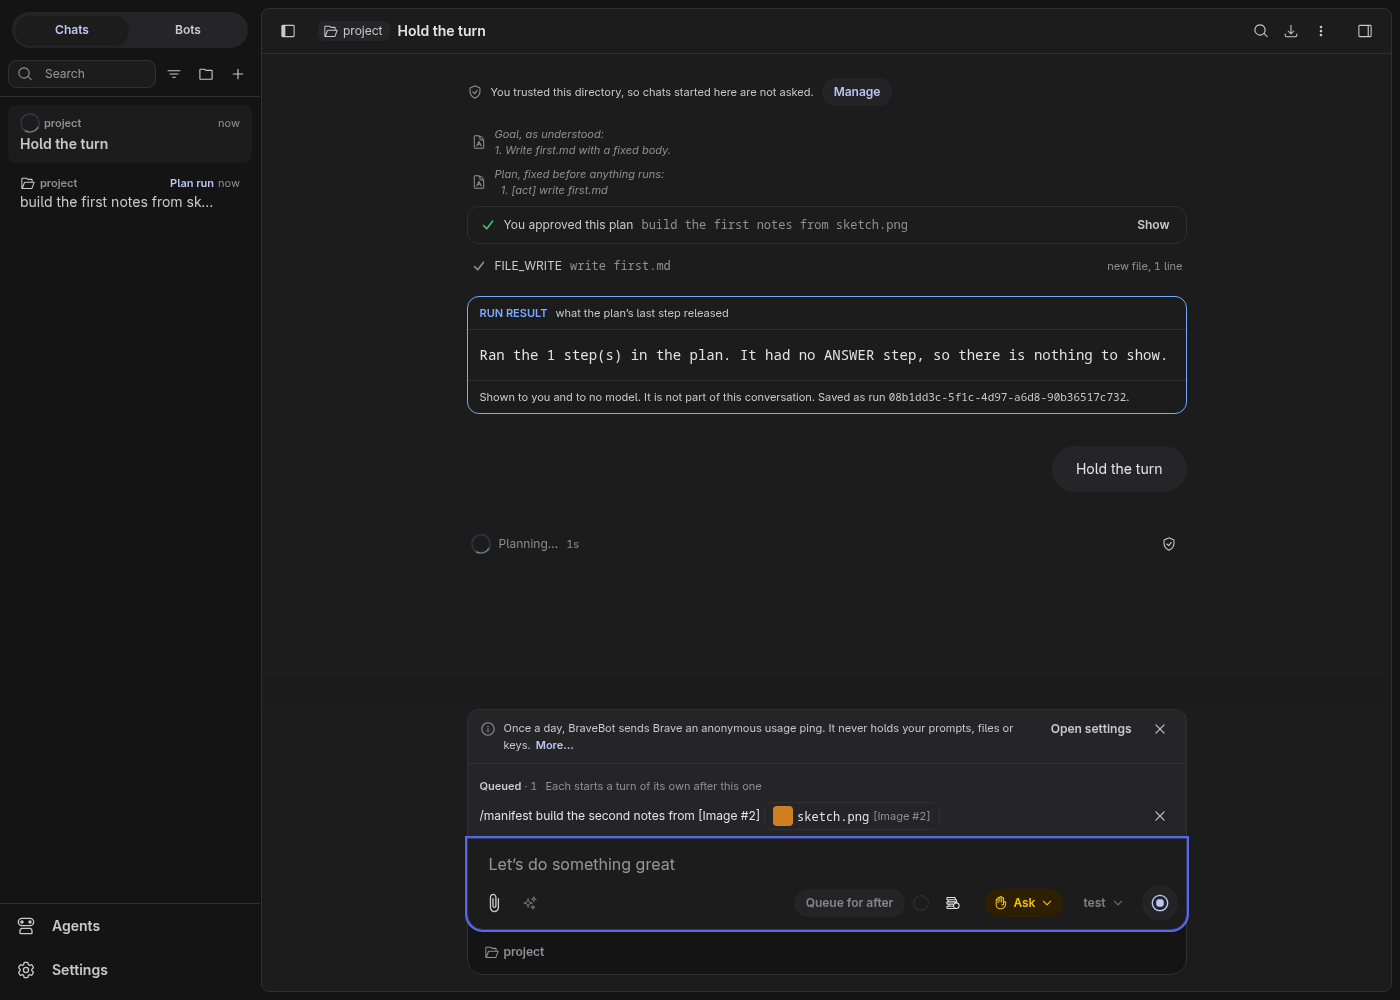 Chats
Bots
Search
project
now
Hold the turn
project
Plan run now
build the first notes from sk...
Agents
Settings
project
Hold the turn
You trusted this directory, so chats started here are not asked.
Manage
Goal, as understood:
1. Write first.md with a fixed body.
Plan, fixed before anything runs:
1. [act] write first.md
You approved this plan build the first notes from sketch.png
Show
FILE_WRITE write first.md
new file, 1 line
RUN RESULT what the plan's last step released
Ran the 1 step(s) in the plan. It had no ANSWER step, so there is nothing to show.
Shown to you and to no model. It is not part of this conversation. Saved as run 08b1dd3c-5f1c-4d97-a6d8-90b36517c732.
Hold the turn
Planning... 1s
Once a day, BraveBot sends Brave an anonymous usage ping. It never holds your prompts, files or
keys. More...
Open settings
Queued · 1 Each starts a turn of its own after this one
/manifest build the second notes from [Image #2] sketch.png [Image #2]
Let's do something great
Queue for after
Ask
test
project